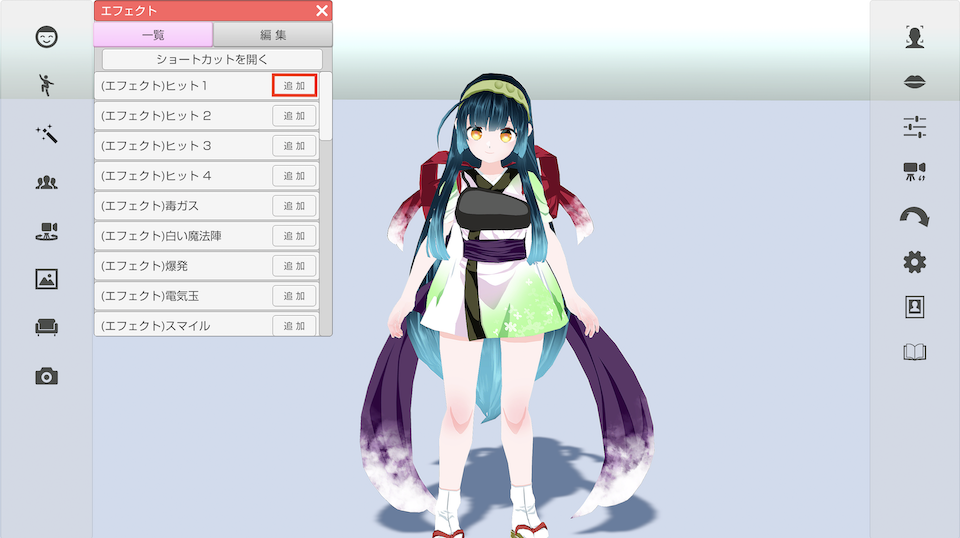 エフェクト
一覧
編集
ショートカットを開く
(エフェクト)ヒット1 追加
(エフェクト)ヒット2 追加
(エフェクト)ヒット3 追加
(エフェクト)ヒット4 追加
(エフェクト)毒ガス 追加
(エフェクト)白い魔法陣 追加
(エフェクト)爆発 追加
(エフェクト)電気玉 追加
(エフェクト)スマイル 追加